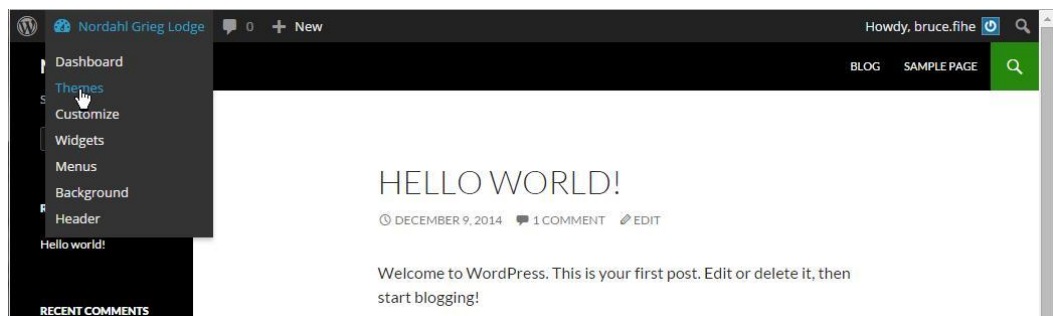 Nordahl Grieg Lodge 0 + New Howdy, bruce.fihe
Dashboard
BLOG SAMPLE PAGE
Themes
Customize
Widgets
Menus
Background
Header
Hello world!
RECENT COMMENTS
HELLO WORLD!
DECEMBER 9, 2014 1 COMMENT EDIT
Welcome to WordPress. This is your first post. Edit or delete it, then
start blogging!